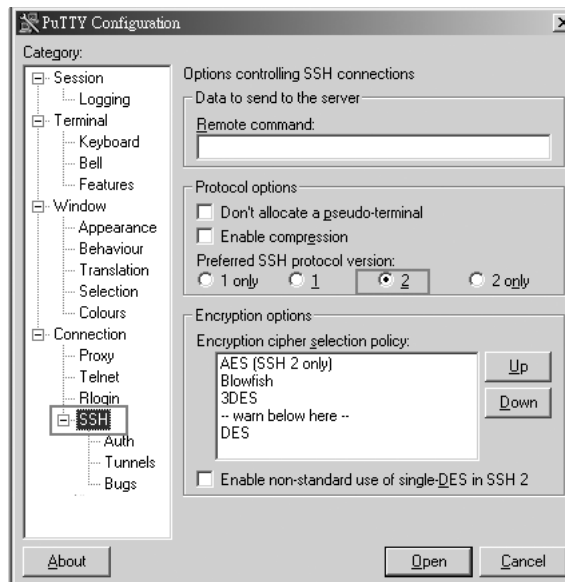 PuTTY Configuration
Category:
Session
Logging
Terminal
Keyboard
Bell
Features
Window
Appearance
Behaviour
Translation
Selection
Colours
Connection
Proxy
Telnet
Rlogin
SSH
Auth
Tunnels
Bugs
Options controlling SSH connections
Data to send to the server
Remote command:
Protocol options
Don't allocate a pseudo-terminal
Enable compression
Preferred SSH protocol version:
1 only 1 2 2 only
Encryption options
Encryption cipher selection policy:
AES (SSH 2 only)
Blowfish
3DES
-- warn below here --
DES
Up
Down
Enable non-standard use of single-DES in SSH 2
About
Open
Cancel